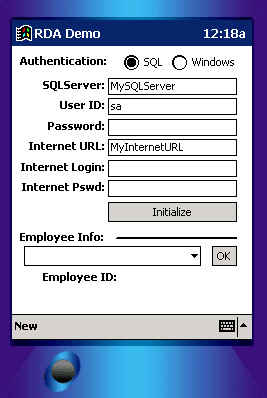 RDA Demo 12:18a
Authentication: SQL Windows
SQLServer: MySQLServer
User ID: sa
Password:
Internet URL: MyInternetURL
Internet Login:
Internet Pswd:
Initialize
Employee Info:
OK
Employee ID:
New